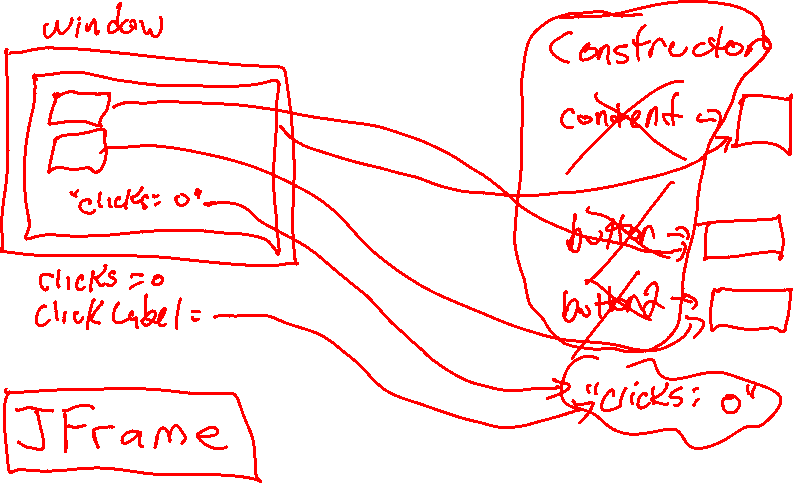 window
"clicks = 0"
clicks = 0
clickLabel =
JFrame
Constructor
content
button
button2
"clicks: 0"